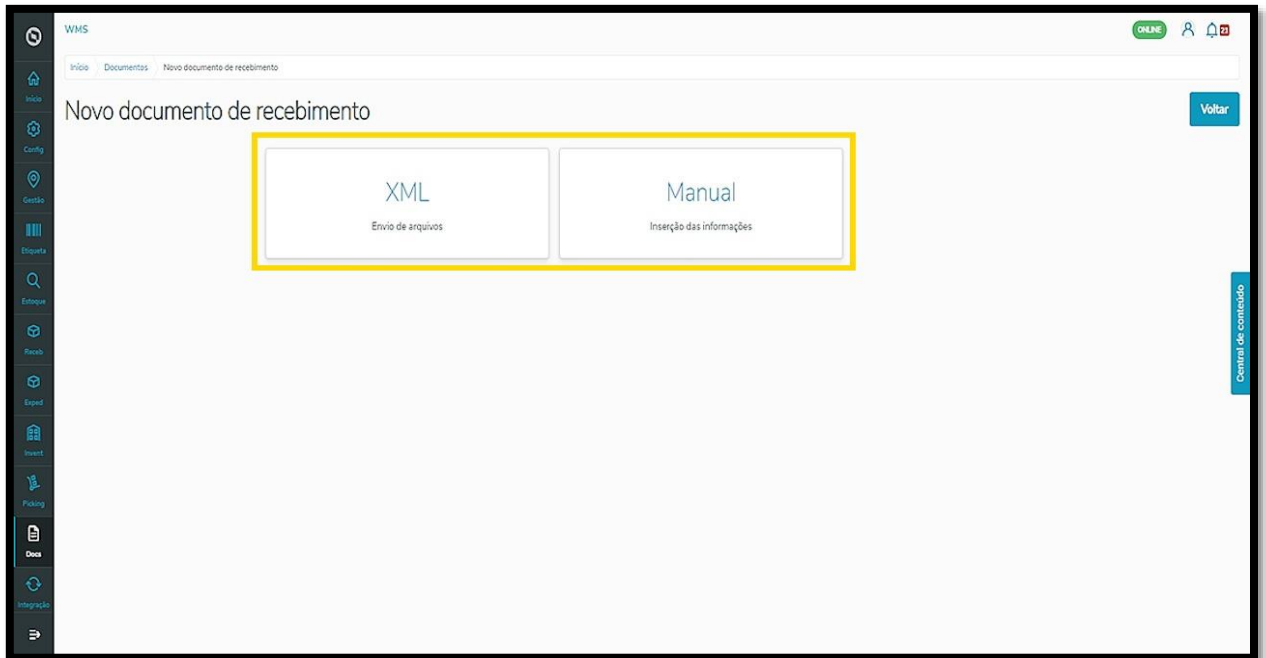 WMS
ONLINE
21
Início Documentos Novo documento de recebimento
Novo documento de recebimento
Voltar
XML
Envio de arquivos
Manual
Inserção das informações
Central de conteúdo
Início
Config
Gestão
Etiqueta
Estoque
Receb
Exped
Invent
Picking
Docs
Integração